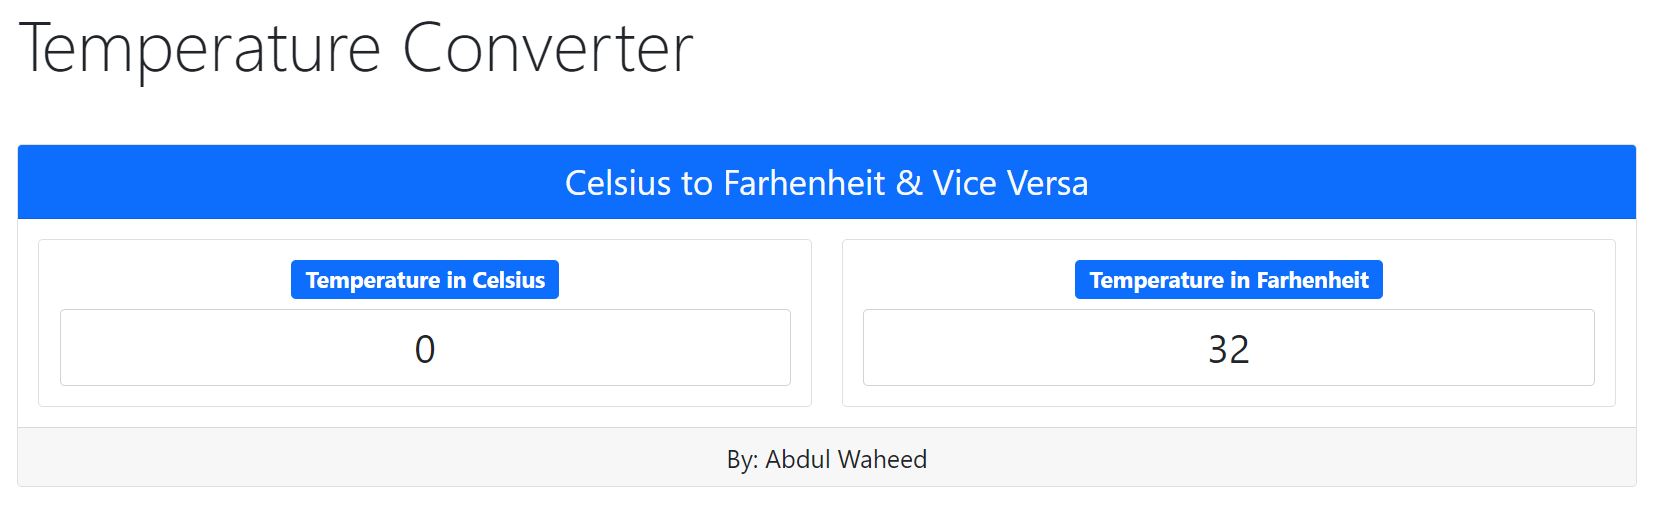 Temperature Converter
Celsius to Farhenheit & Vice Versa
Temperature in Celsius
0
Temperature in Farhenheit
32
By: Abdul Waheed